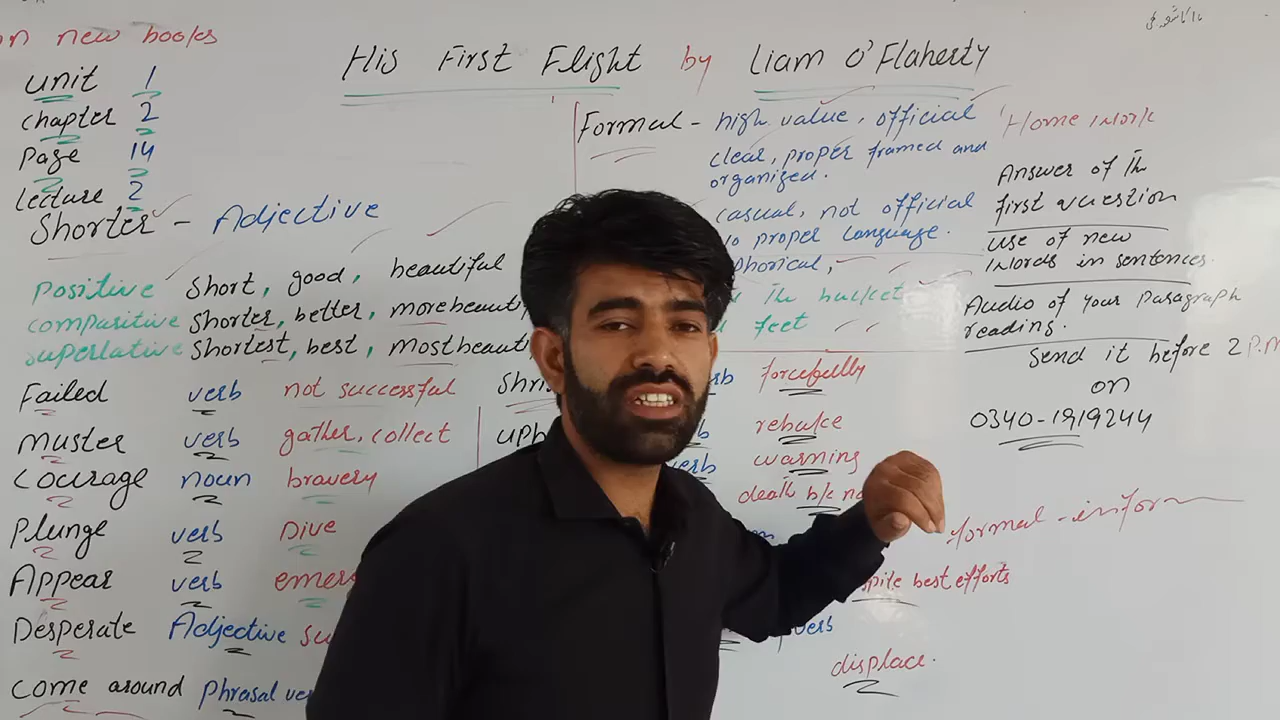 on new books
His First Flight by Liam O'Flaherty
unit 1
chapter 2
Page 14
lecture 2
Shorter - Adjective
Positive short, good, beautiful
comparitive shorter, better, more
superlative shortest, best, most
Failed verb not successful
muster verb gather, collect
Courage noun bravery
Plunge verb Dive
Appear verb
Desperate Adjective
come around Phrasal
Formal - high value, official
clear, proper framed and
organized.
casual, not official
proper language.
The bucket
feet
forcefully
rebuke
warning
death b/c
best efforts
verb
displace.
formal - inform
Home work
Answer of the
first question
use of new
words in sentences.
Audio of your Paragraph
reading.
Send it before 2 P.M
on
0340-1919244